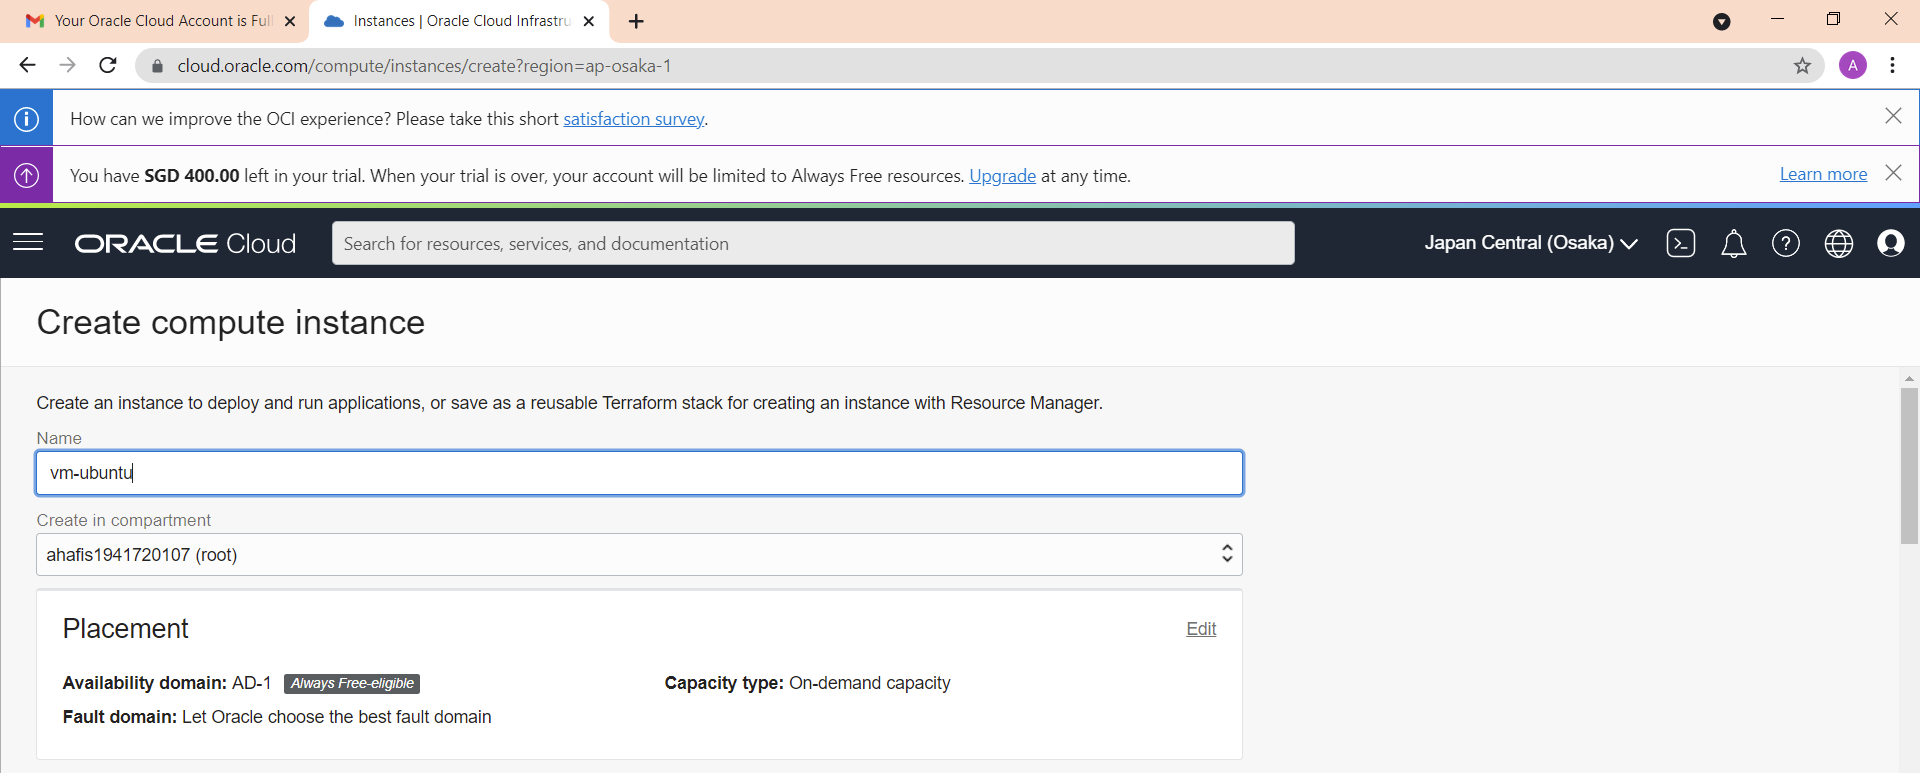 Your Oracle Cloud Account is Full
Instances | Oracle Cloud Infrastru
cloud.oracle.com/compute/instances/create?region=ap-osaka-1
A
How can we improve the OCI experience? Please take this short satisfaction survey.
You have SGD 400.00 left in your trial. When your trial is over, your account will be limited to Always Free resources. Upgrade at any time.
Learn more
ORACLE Cloud
Search for resources, services, and documentation
Japan Central (Osaka)
Create compute instance
Create an instance to deploy and run applications, or save as a reusable Terraform stack for creating an instance with Resource Manager.
Name
vm-ubuntu
Create in compartment
ahafis1941720107 (root)
Placement
Edit
Availability domain: AD-1 Always Free-eligible
Capacity type: On-demand capacity
Fault domain: Let Oracle choose the best fault domain